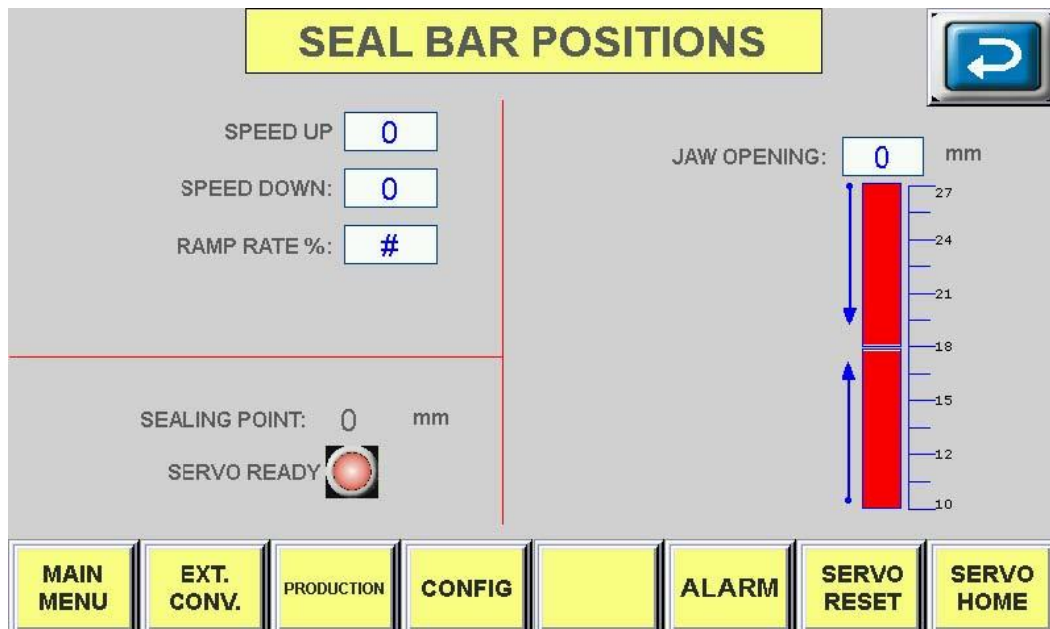 SEAL BAR POSITIONS
SPEED UP 0
SPEED DOWN: 0
RAMP RATE %: #
JAW OPENING: 0 mm
27
24
21
18
15
12
10
SEALING POINT: 0 mm
SERVO READY
MAIN MENU
EXT. CONV.
PRODUCTION
CONFIG
ALARM
SERVO RESET
SERVO HOME